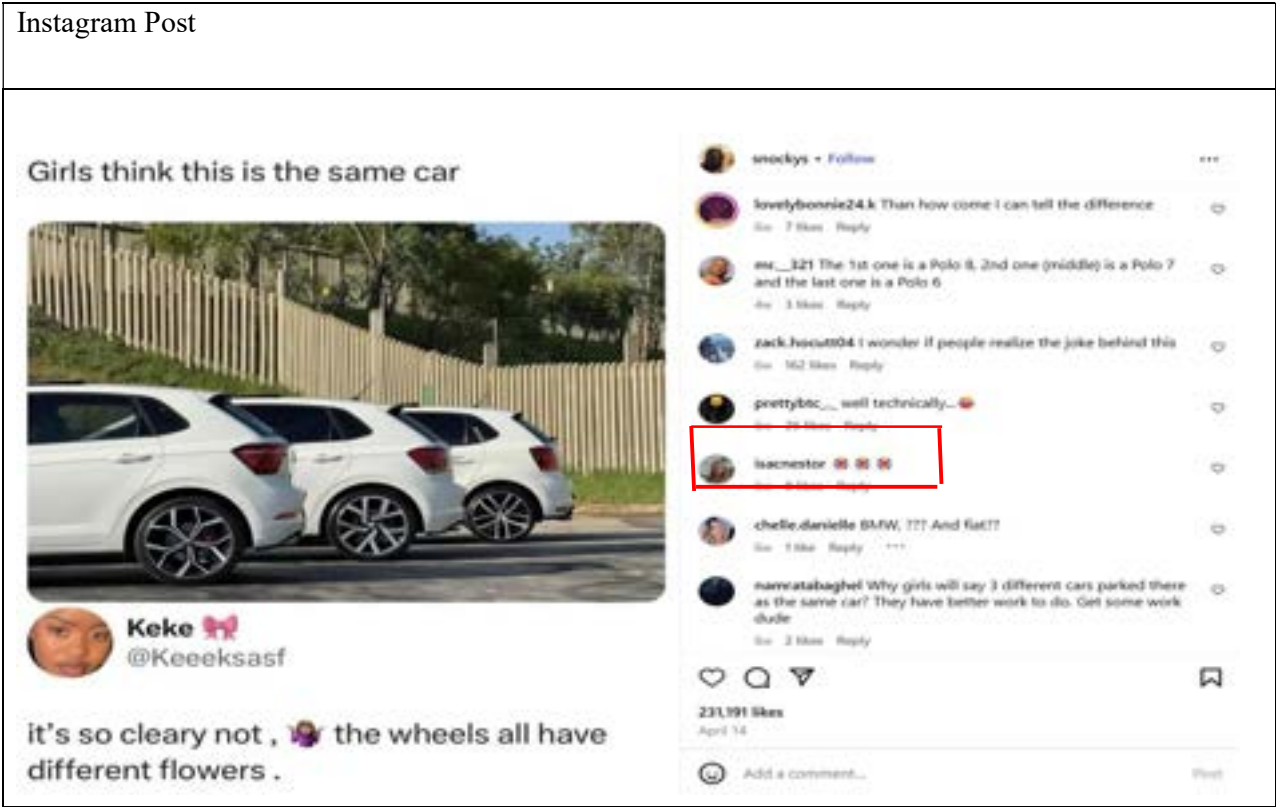 Instagram Post
Girls think this is the same car
Keke 🎀
@Keeeksasf
it's so cleary not , 🤷🏾‍♀️ the wheels all have
different flowers .
snockys • Follow
lovelybonnie24.k Than how come I can tell the difference
7 likes Reply
mc__321 The 1st one is a Polo 8, 2nd one (middle) is a Polo 7
and the last one is a Polo 6
3 likes Reply
zack.hocutt04 I wonder if people realize the joke behind this
162 likes Reply
prettybtc__ well technically...
likes Reply
isacnestor
likes Reply
chelle.danielle BMW, ??? And fiat??
1 like Reply
namratabaghel Why girls will say 3 different cars parked there
as the same car? They have better work to do. Get some work
dude
2 likes Reply
231,191 likes
April 14
Add a comment...
Post